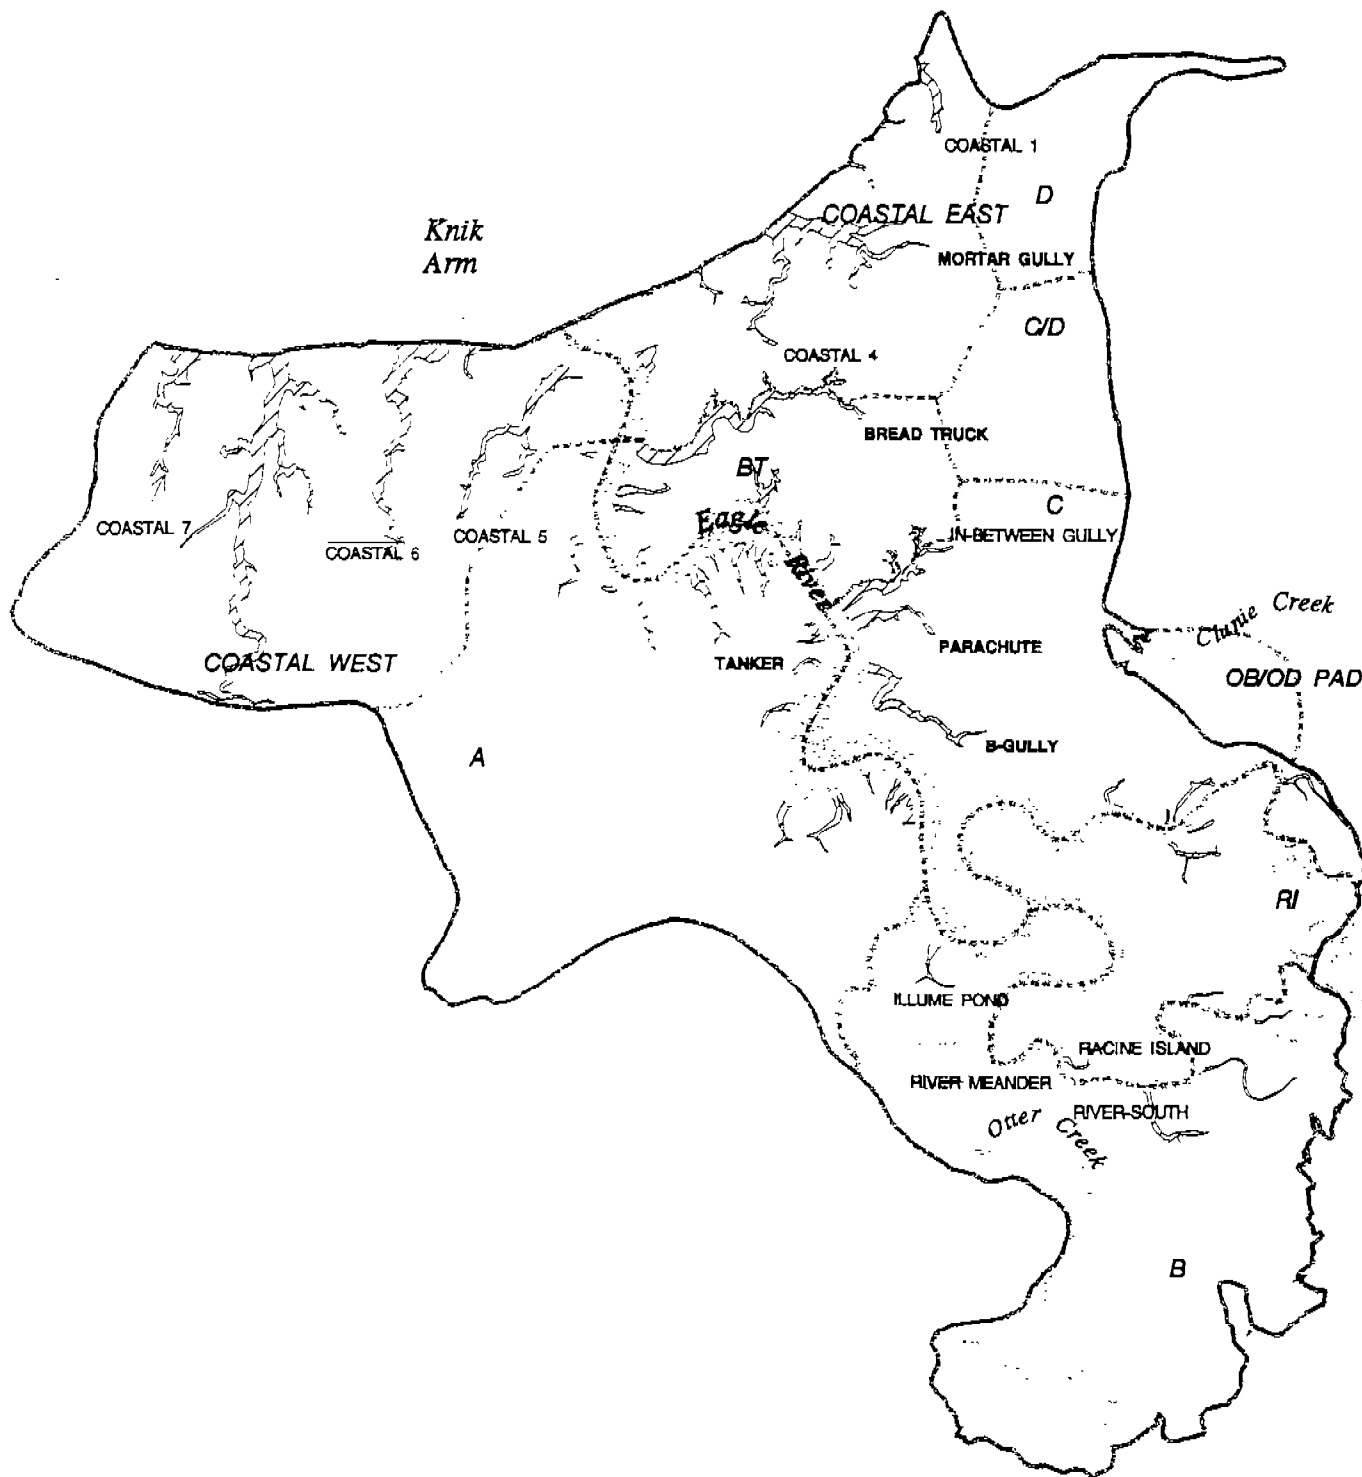 COASTAL 1
D
COASTAL EAST
Knik
Arm
MORTAR GULLY
C/D
COASTAL 4
BREAD TRUCK
BT
C
Eagle
River
COASTAL 7
COASTAL 6
COASTAL 5
IN-BETWEEN GULLY
Clunie Creek
PARACHUTE
COASTAL WEST
TANKER
OB/OD PAD
B-GULLY
A
RI
ILLUME POND
RACINE ISLAND
RIVER MEANDER
RIVER SOUTH
Otter Creek
B